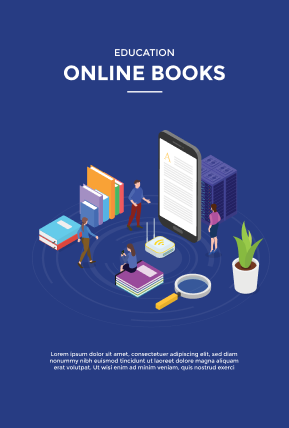 EDUCATION
ONLINE BOOKS
A
Lorem ipsum dolor sit amet, consectetuer adipiscing elit, sed diam
nonummy nibh euismod tincidunt ut laoreet dolore magna aliquam
erat volutpat. Ut wisi enim ad minim veniam, quis nostrud exerci